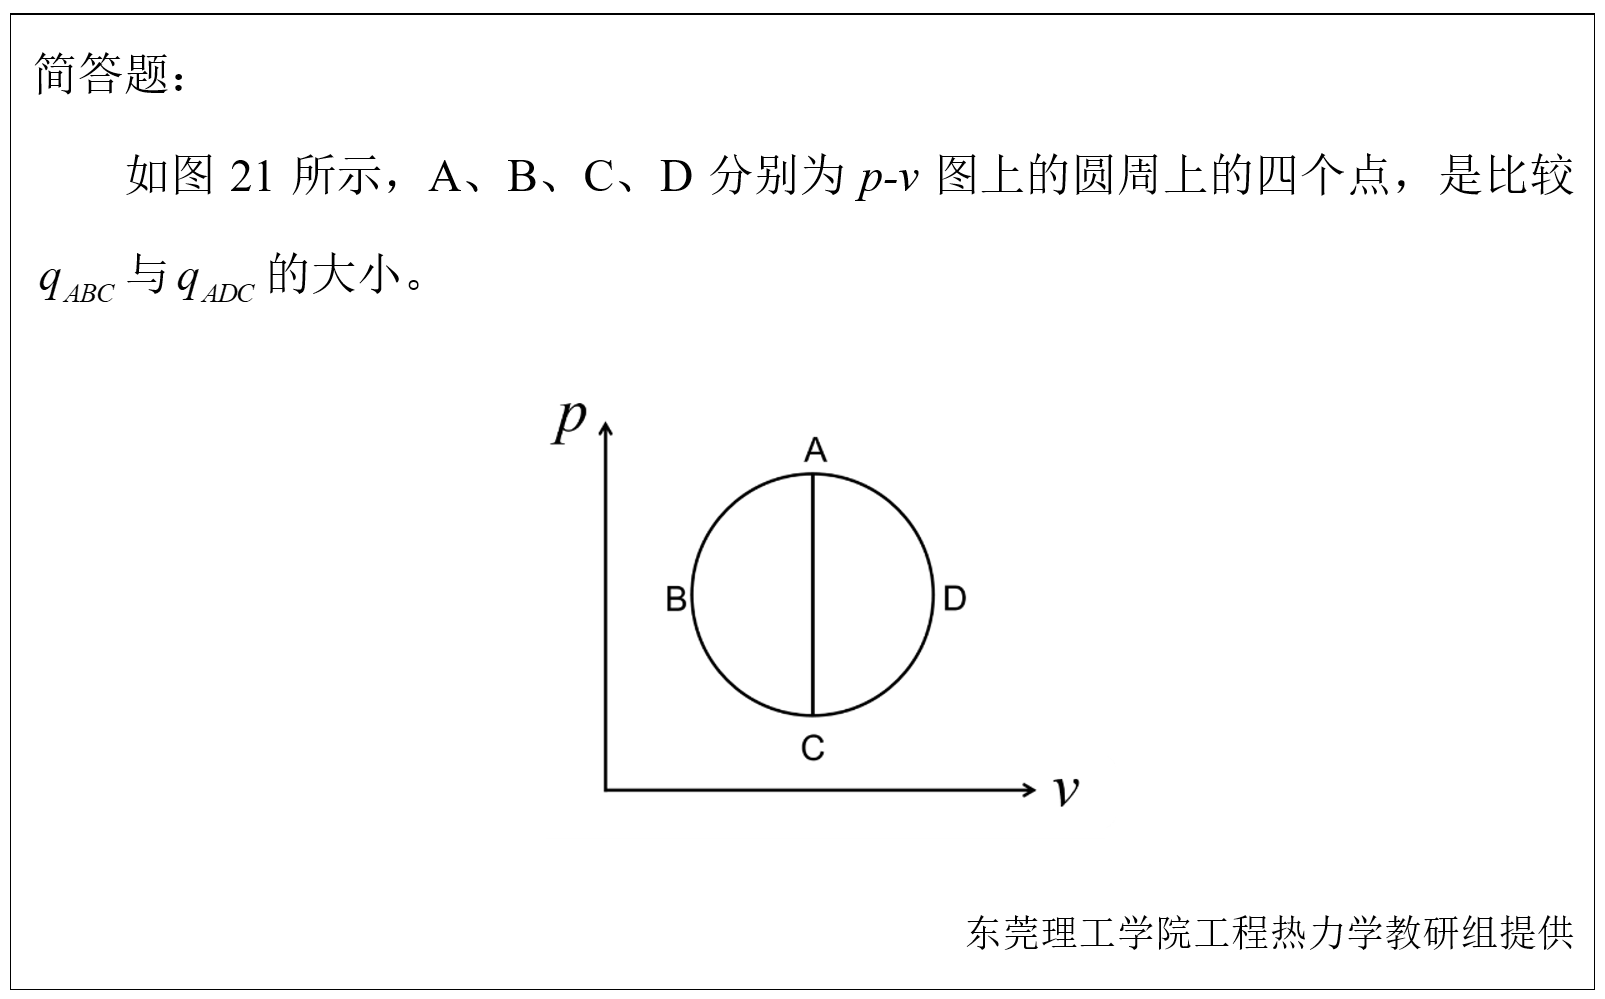 简答题：
如图 21 所示，A、B、C、D 分别为 p-v 图上的圆周上的四个点，是比较
qABC 与 qADC 的大小。
p
A
B
D
C
v
东莞理工学院工程热力学教研组提供